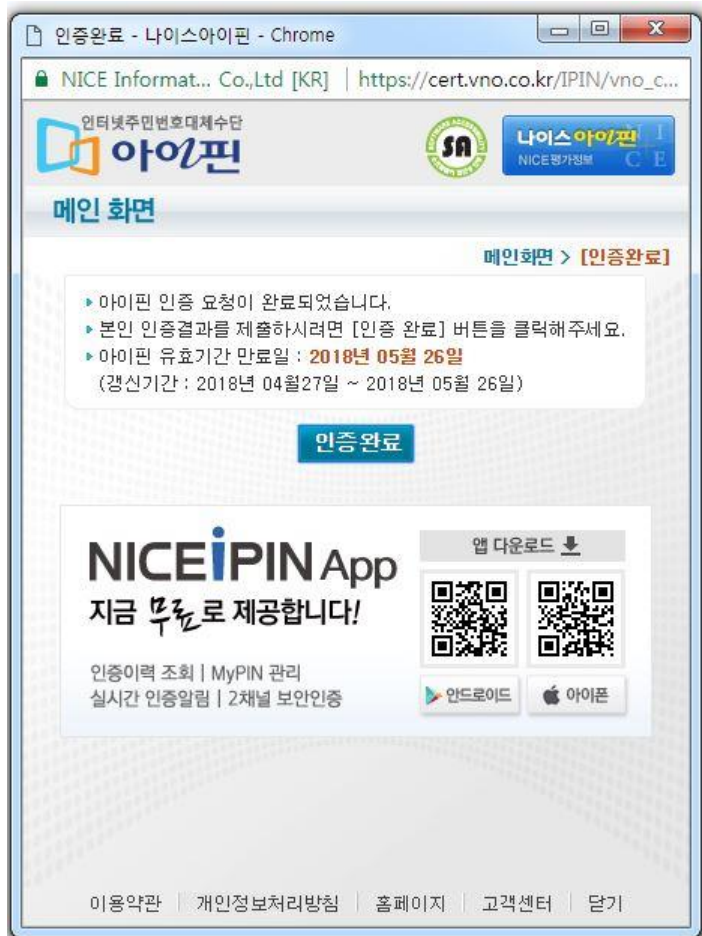 인증완료 - 나이스아이핀 - Chrome
NICE Informat... Co.,Ltd [KR] | https://cert.vno.co.kr/IPIN/vno_c...
인터넷주민번호대체수단
아이핀
SA
나이스아이핀
NICE평가정보
NICE
메인 화면
메인화면 > [인증완료]
아이핀 인증 요청이 완료되었습니다.
본인 인증결과를 제출하시려면 [인증 완료] 버튼을 클릭해주세요.
아이핀 유효기간 만료일 : 2018년 05월 26일
(갱신기간 : 2018년 04월27일 ~ 2018년 05월 26일)
인증완료
NICEiPIN App
지금 무료로 제공합니다!
인증이력 조회 | MyPIN 관리
실시간 인증알림 | 2채널 보안인증
앱 다운로드
안드로이드
아이폰
이용약관 | 개인정보처리방침 | 홈페이지 | 고객센터 | 닫기